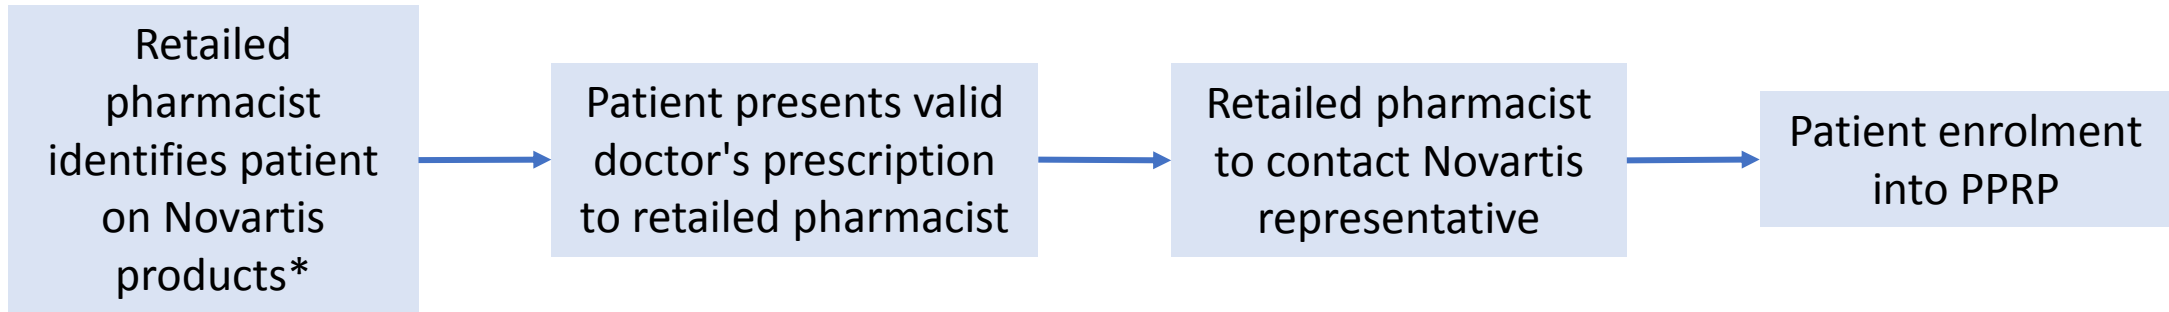 Retailed
pharmacist
identifies patient
on Novartis
products*
Patient presents valid
doctor's prescription
to retailed pharmacist
Retailed pharmacist
to contact Novartis
representative
Patient enrolment
into PPRP